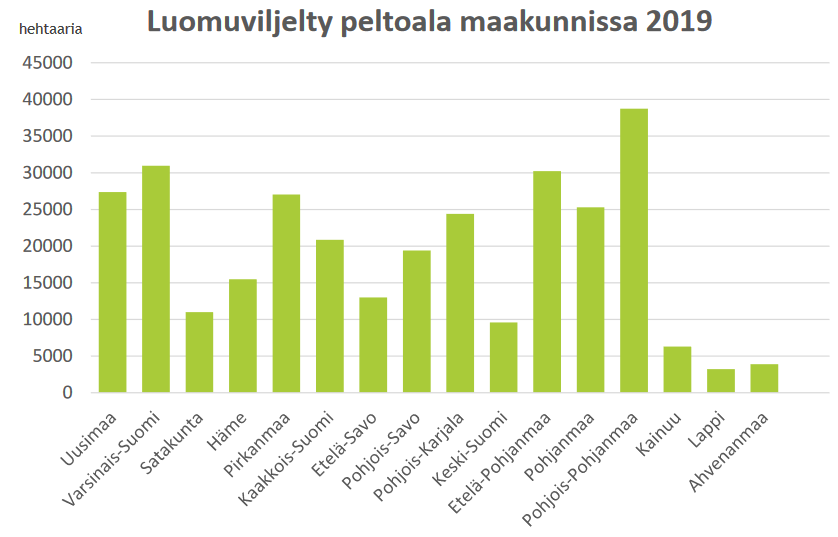 hehtaaria
Luomuviljelty peltoala maakunnissa 2019
45000
40000
35000
30000
25000
20000
15000
10000
5000
0
Uusimaa
Varsinais-Suomi
Satakunta
Häme
Pirkanmaa
Kaakkois-Suomi
Etelä-Savo
Pohjois-Savo
Pohjois-Karjala
Keski-Suomi
Etelä-Pohjanmaa
Pohjanmaa
Pohjois-Pohjanmaa
Kainuu
Lappi
Ahvenanmaa